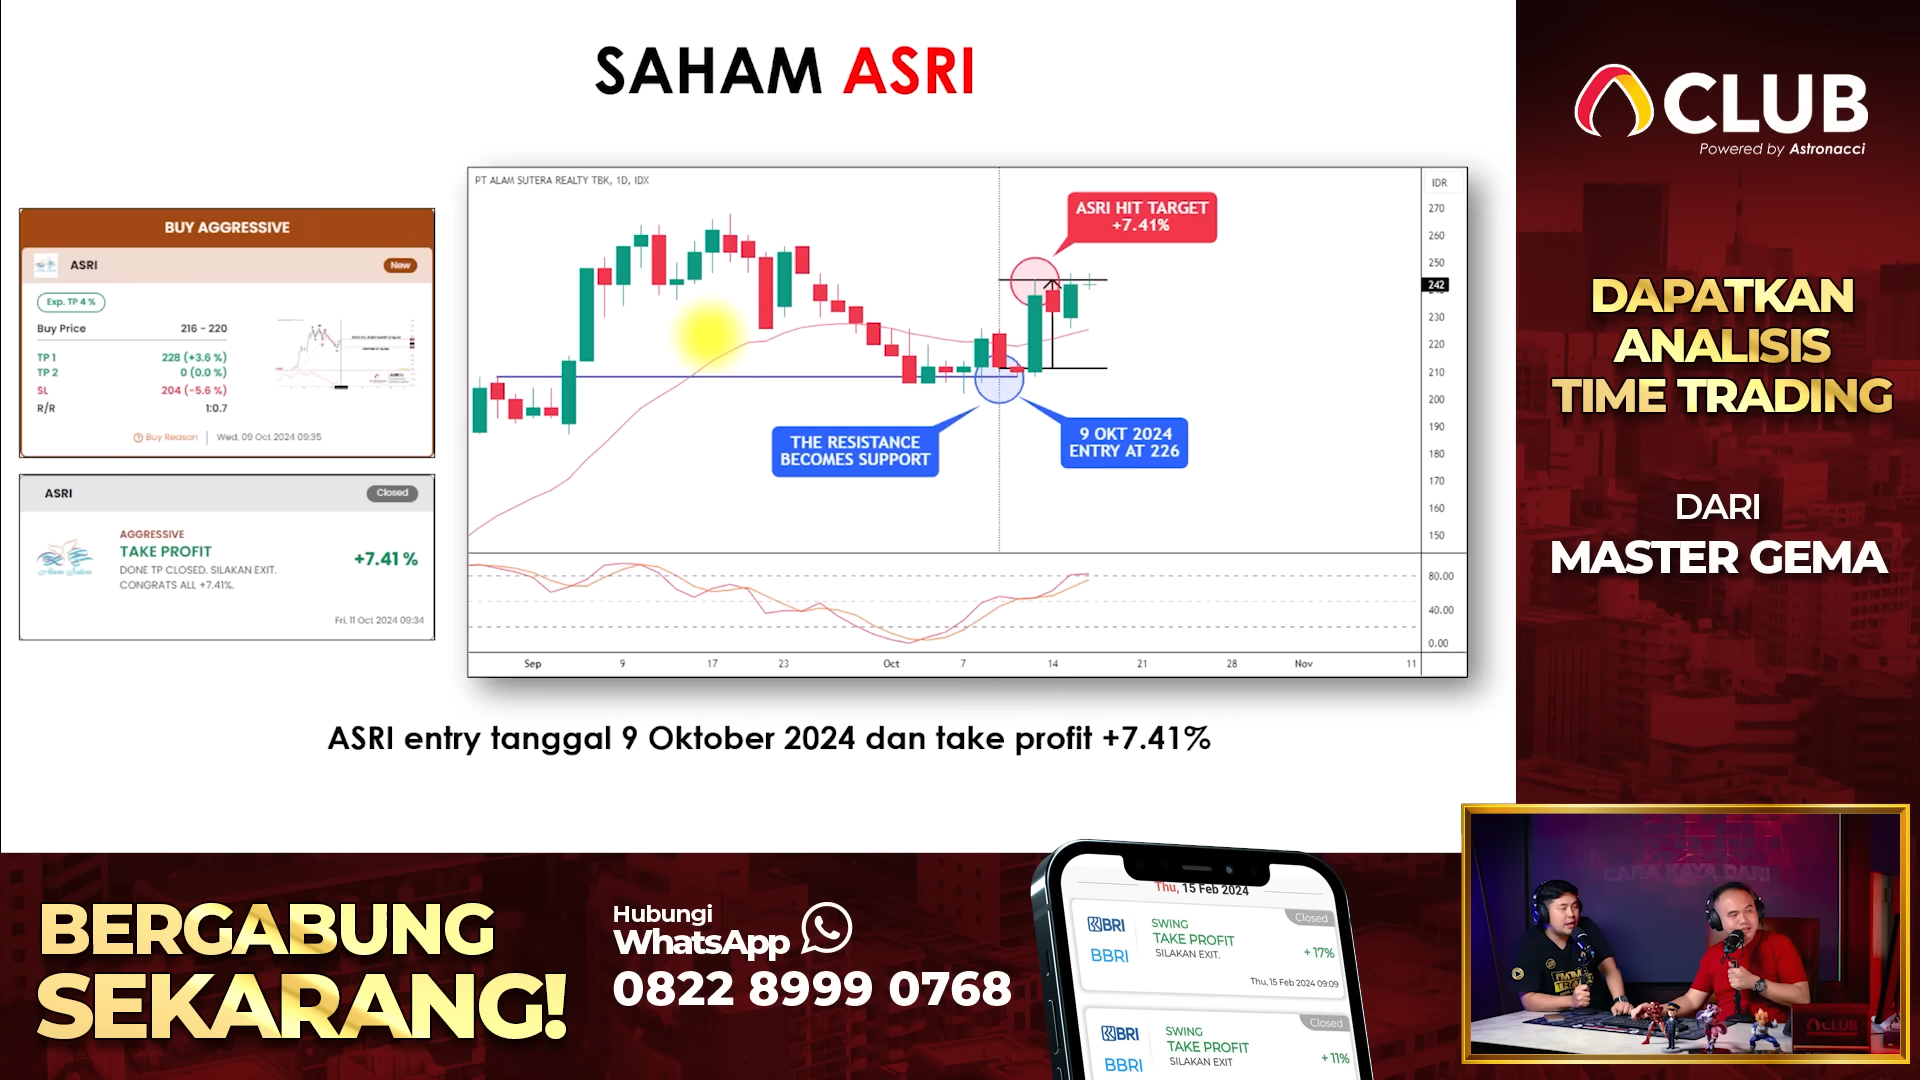 SAHAM ASRI
BUY AGGRESSIVE
ASRI
New
Exp. TP 4 %
Buy Price 216 - 220
TP 1 228 (+3.6 %)
TP 2 0 (0.0 %)
SL 204 (-5.6 %)
R/R 1:0.7
Buy Reason
Wed, 09 Oct 2024 09:35
ASRI
Closed
AGGRESSIVE
TAKE PROFIT
DONE TP CLOSED. SILAKAN EXIT.
CONGRATS ALL +7.41%.
+7.41 %
Fri, 11 Oct 2024 09:34
PT ALAM SUTERA REALTY TBK, 1D, IDX
IDR
270
260
250
242
230
220
210
200
190
180
170
160
150
80.00
40.00
0.00
ASRI HIT TARGET
+7.41%
THE RESISTANCE
BECOMES SUPPORT
9 OKT 2024
ENTRY AT 226
Sep 9 17 23 Oct 7 14 21 28 Nov 11
ASRI entry tanggal 9 Oktober 2024 dan take profit +7.41%
CLUB
Powered by Astronacci
DAPATKAN
ANALISIS
TIME TRADING
DARI
MASTER GEMA
BERGABUNG
SEKARANG!
Hubungi
WhatsApp
0822 8999 0768
Thu, 15 Feb 2024
Closed
BRI
BBRI
SWING
TAKE PROFIT
SILAKAN EXIT.
+ 17%
Thu, 15 Feb 2024 09:09
Closed
BRI
BBRI
SWING
TAKE PROFIT
SILAKAN EXIT
+ 11%
CLUB